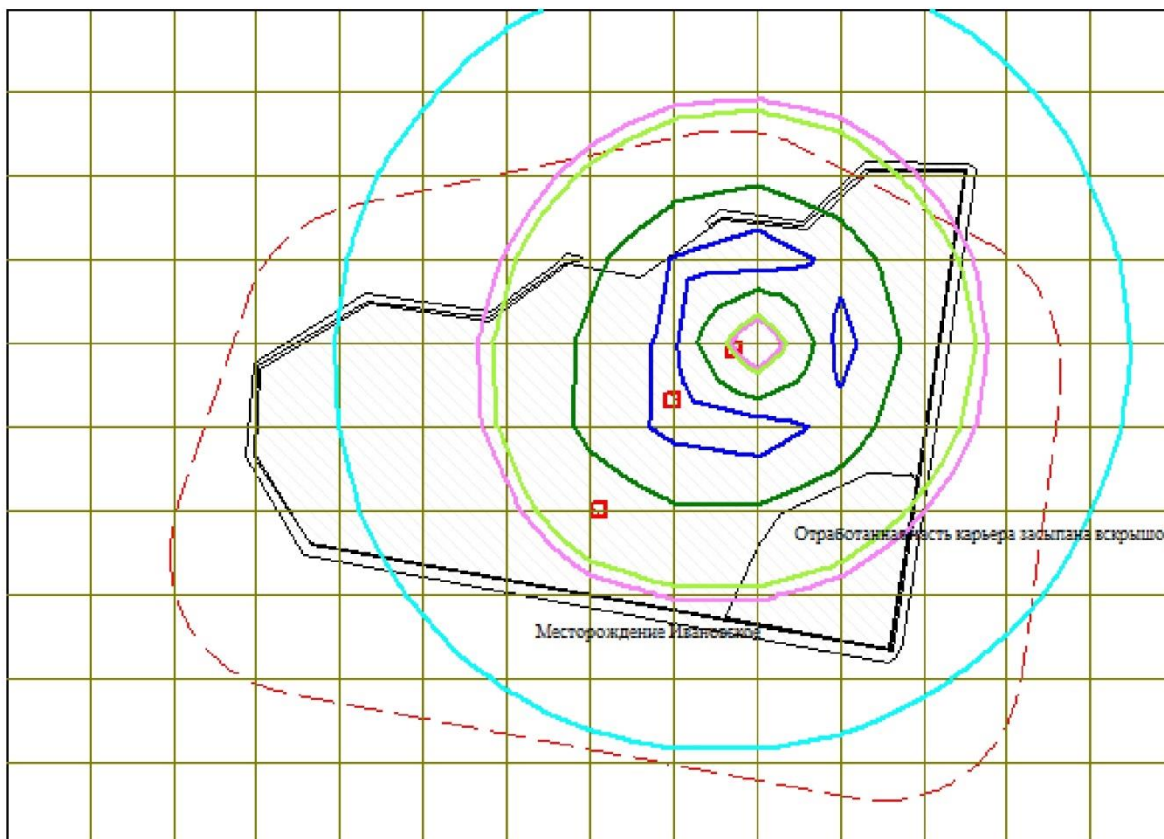 Отработанная часть карьера засыпана вскрышо
Месторождение Ивановское